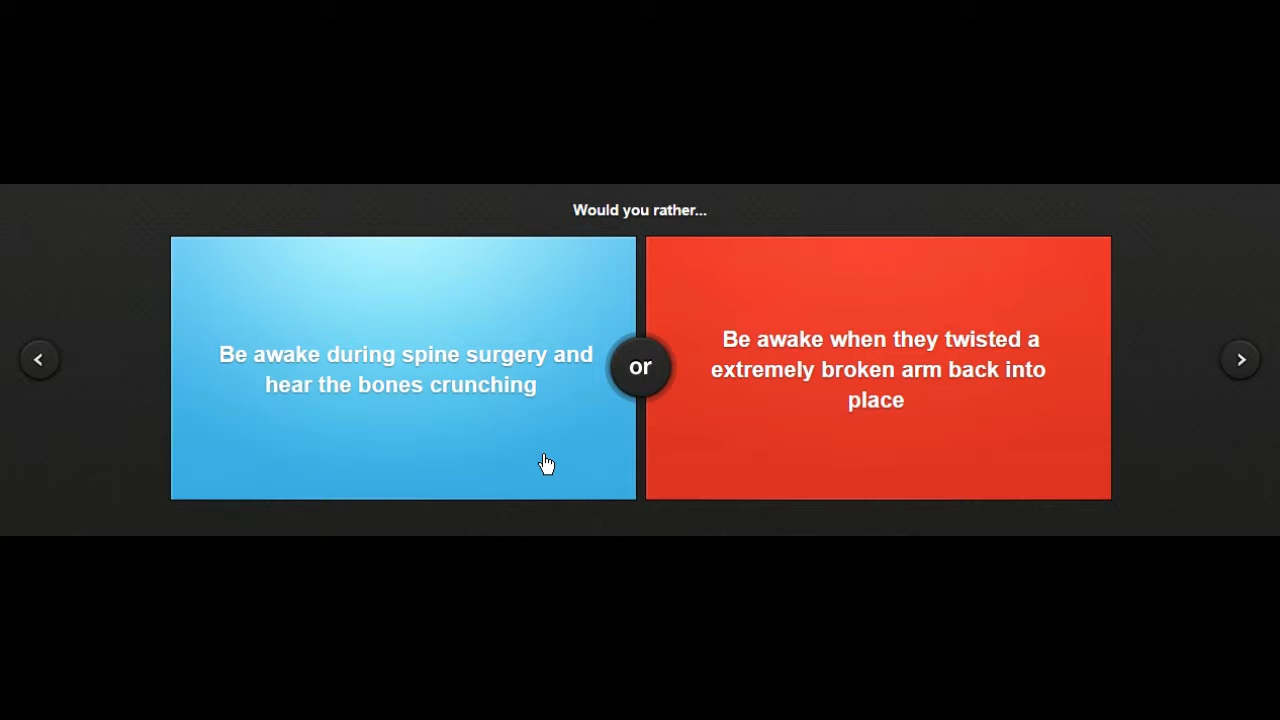 Would you rather...
Be awake during spine surgery and
hear the bones crunching
or
Be awake when they twisted a
extremely broken arm back into
place